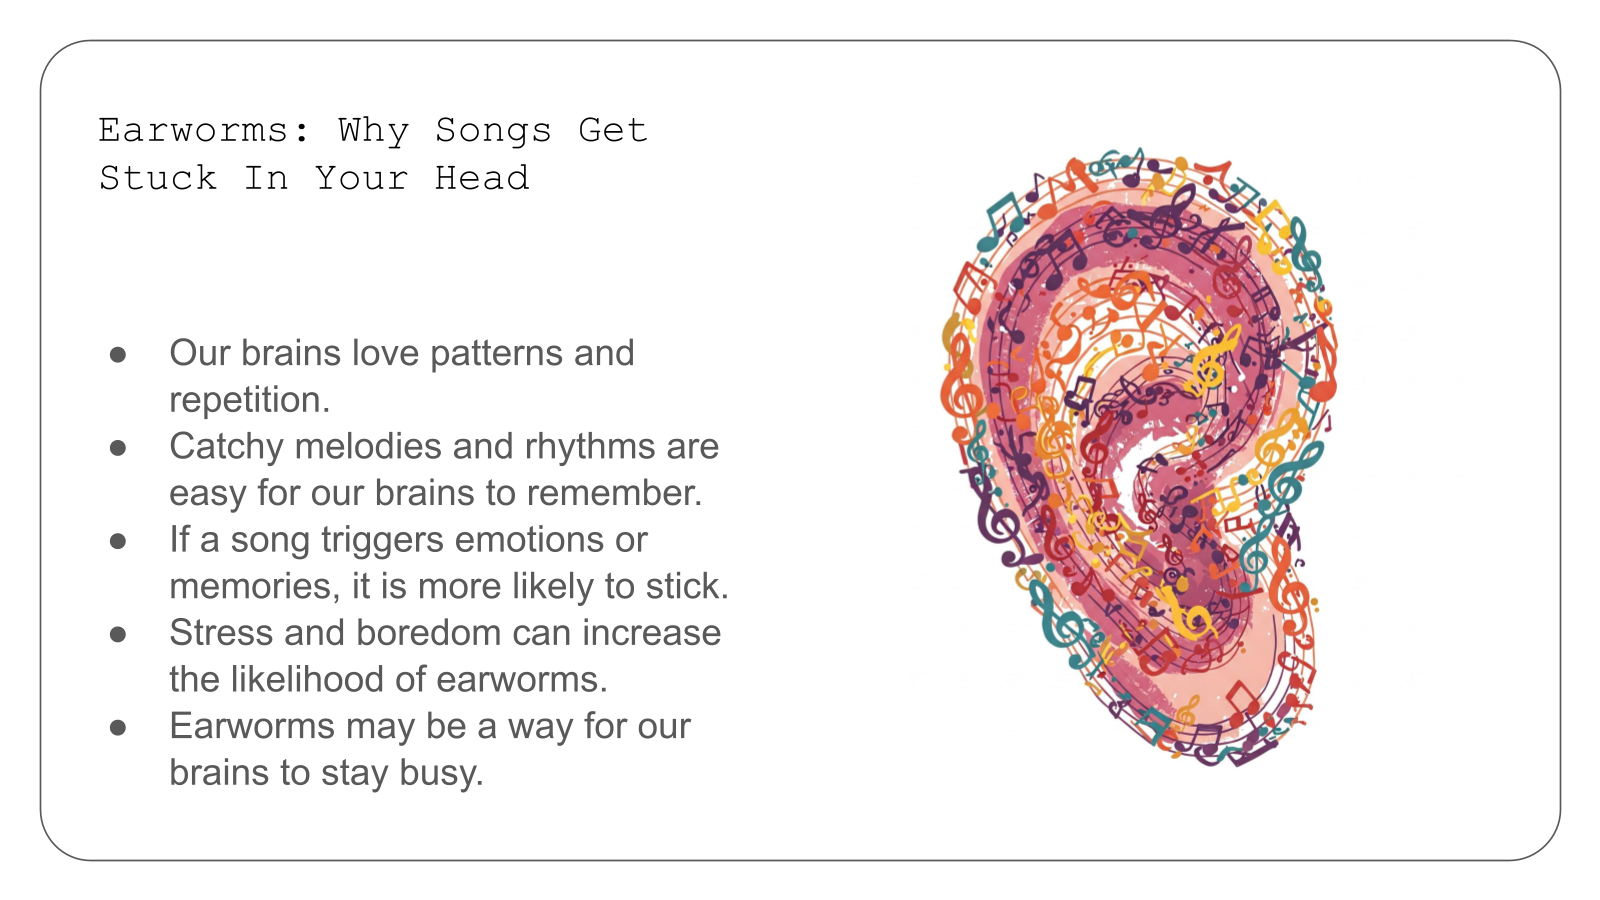 Earworms: Why Songs Get
Stuck In Your Head
● Our brains love patterns and
repetition.
● Catchy melodies and rhythms are
easy for our brains to remember.
● If a song triggers emotions or
memories, it is more likely to stick.
● Stress and boredom can increase
the likelihood of earworms.
● Earworms may be a way for our
brains to stay busy.